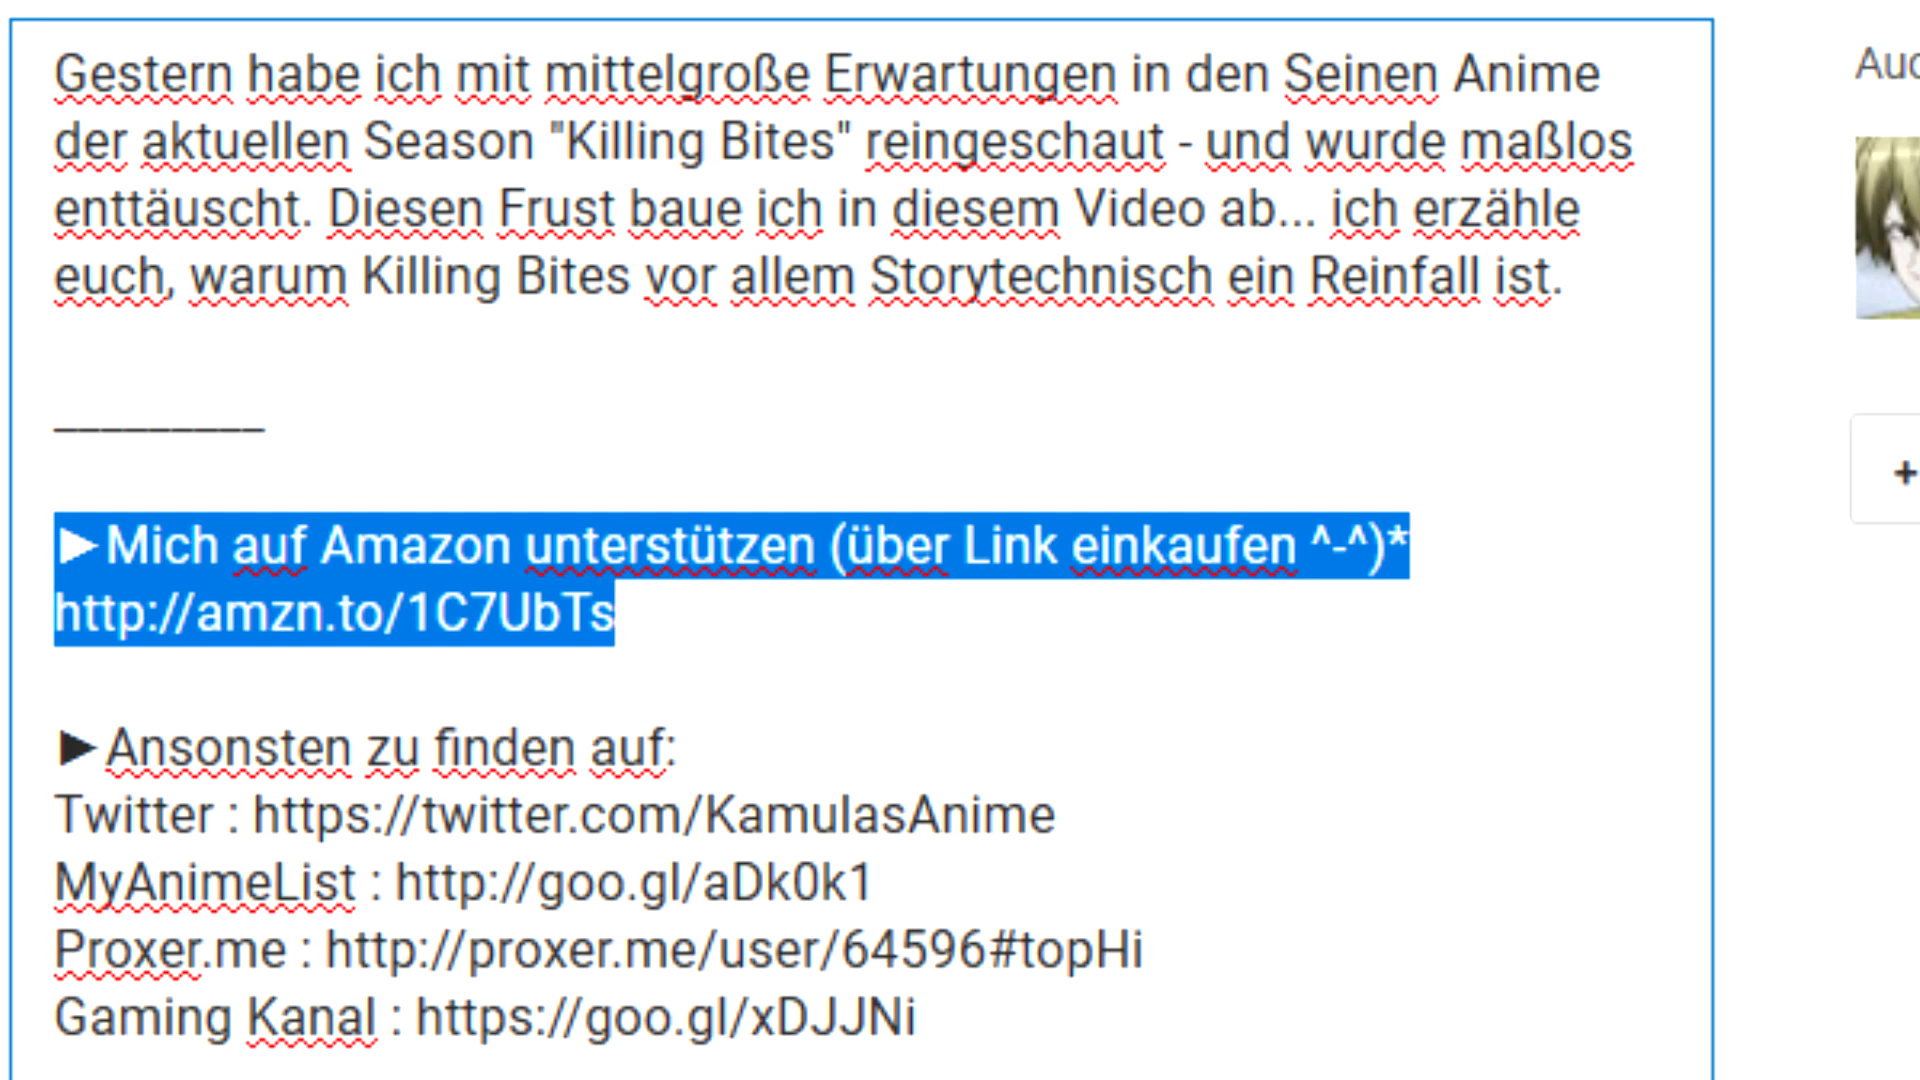 Gestern habe ich mit mittelgroße Erwartungen in den Seinen Anime
der aktuellen Season "Killing Bites" reingeschaut - und wurde maßlos
enttäuscht. Diesen Frust baue ich in diesem Video ab... ich erzähle
euch, warum Killing Bites vor allem Storytechnisch ein Reinfall ist.
_________
►Mich auf Amazon unterstützen (über Link einkaufen ^-^)*
http://amzn.to/1C7UbTs
►Ansonsten zu finden auf:
Twitter : https://twitter.com/KamulasAnime
MyAnimeList : http://goo.gl/aDk0k1
Proxer.me : http://proxer.me/user/64596#topHi
Gaming Kanal : https://goo.gl/xDJJNi
+